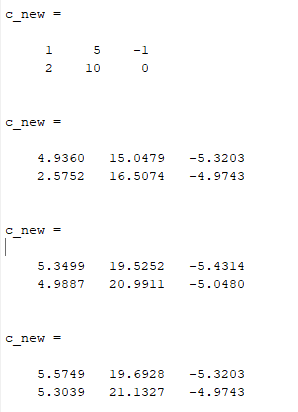 c_new =
1 5 -1
2 10 0
c_new =
4.9360 15.0479 -5.3203
2.5752 16.5074 -4.9743
c_new =
5.3499 19.5252 -5.4314
4.9887 20.9911 -5.0480
c_new =
5.5749 19.6928 -5.3203
5.3039 21.1327 -4.9743